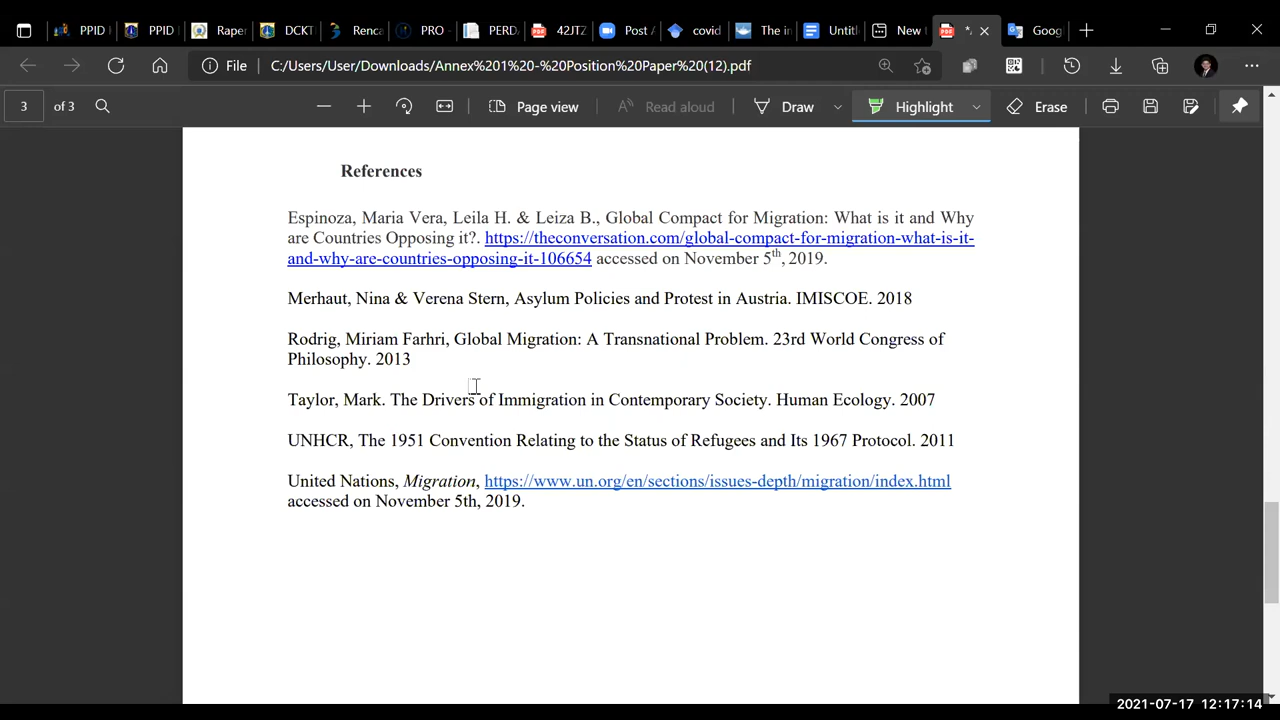 PPID
PPID
Raper
DCKT
Renca
PRO -
PERD
42JTZ
Post A
covid
The in
Untitl
New t
*.
Goog
File C:/Users/User/Downloads/Annex%201%20-%20Position%20Paper%20(12).pdf
3 of 3 Page view Read aloud Draw Highlight Erase
References
Espinoza, Maria Vera, Leila H. & Leiza B., Global Compact for Migration: What is it and Why
are Countries Opposing it?. https://theconversation.com/global-compact-for-migration-what-is-it-
and-why-are-countries-opposing-it-106654 accessed on November 5th, 2019.
Merhaut, Nina & Verena Stern, Asylum Policies and Protest in Austria. IMISCOE. 2018
Rodrig, Miriam Farhri, Global Migration: A Transnational Problem. 23rd World Congress of
Philosophy. 2013
Taylor, Mark. The Drivers of Immigration in Contemporary Society. Human Ecology. 2007
UNHCR, The 1951 Convention Relating to the Status of Refugees and Its 1967 Protocol. 2011
United Nations, Migration, https://www.un.org/en/sections/issues-depth/migration/index.html
accessed on November 5th, 2019.
2021-07-17 12:17:14